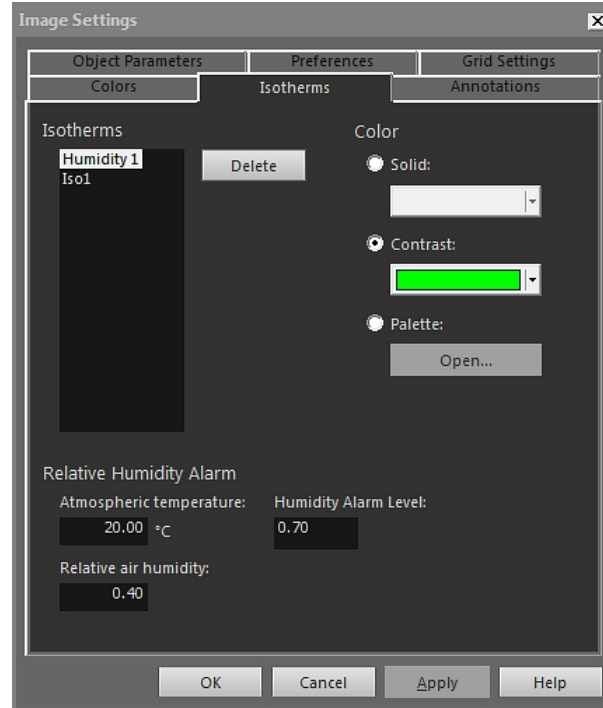 Image Settings
Object Parameters
Preferences
Grid Settings
Colors
Isotherms
Annotations
Isotherms
Humidity 1
Iso1
Delete
Color
Solid:
Contrast:
Palette:
Open...
Relative Humidity Alarm
Atmospheric temperature:
20.00 °C
Humidity Alarm Level:
0.70
Relative air humidity:
0.40
OK
Cancel
Apply
Help